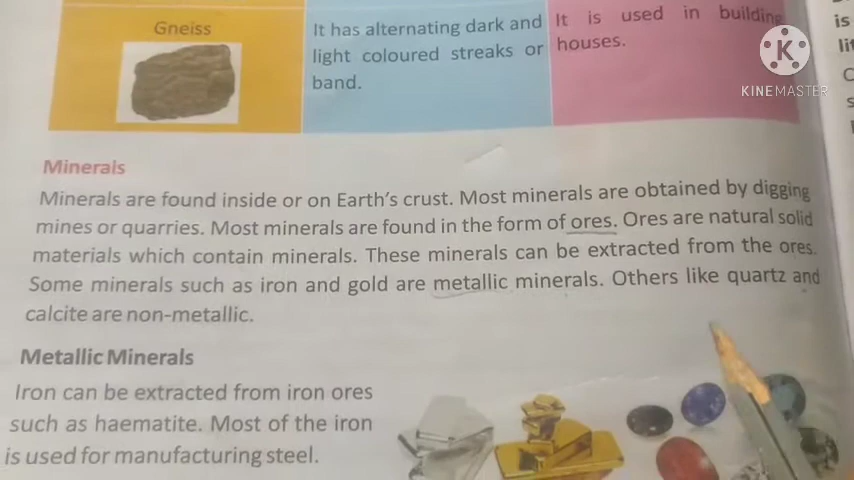 Gneiss
It has alternating dark and
light coloured streaks or
band.
It is used in building
houses.
KINEMASTER
Minerals
Minerals are found inside or on Earth's crust. Most minerals are obtained by digging
mines or quarries. Most minerals are found in the form of ores. Ores are natural solid
materials which contain minerals. These minerals can be extracted from the ores.
Some minerals such as iron and gold are metallic minerals. Others like quartz and
calcite are non-metallic.
Metallic Minerals
Iron can be extracted from iron ores
such as haematite. Most of the iron
is used for manufacturing steel.
is